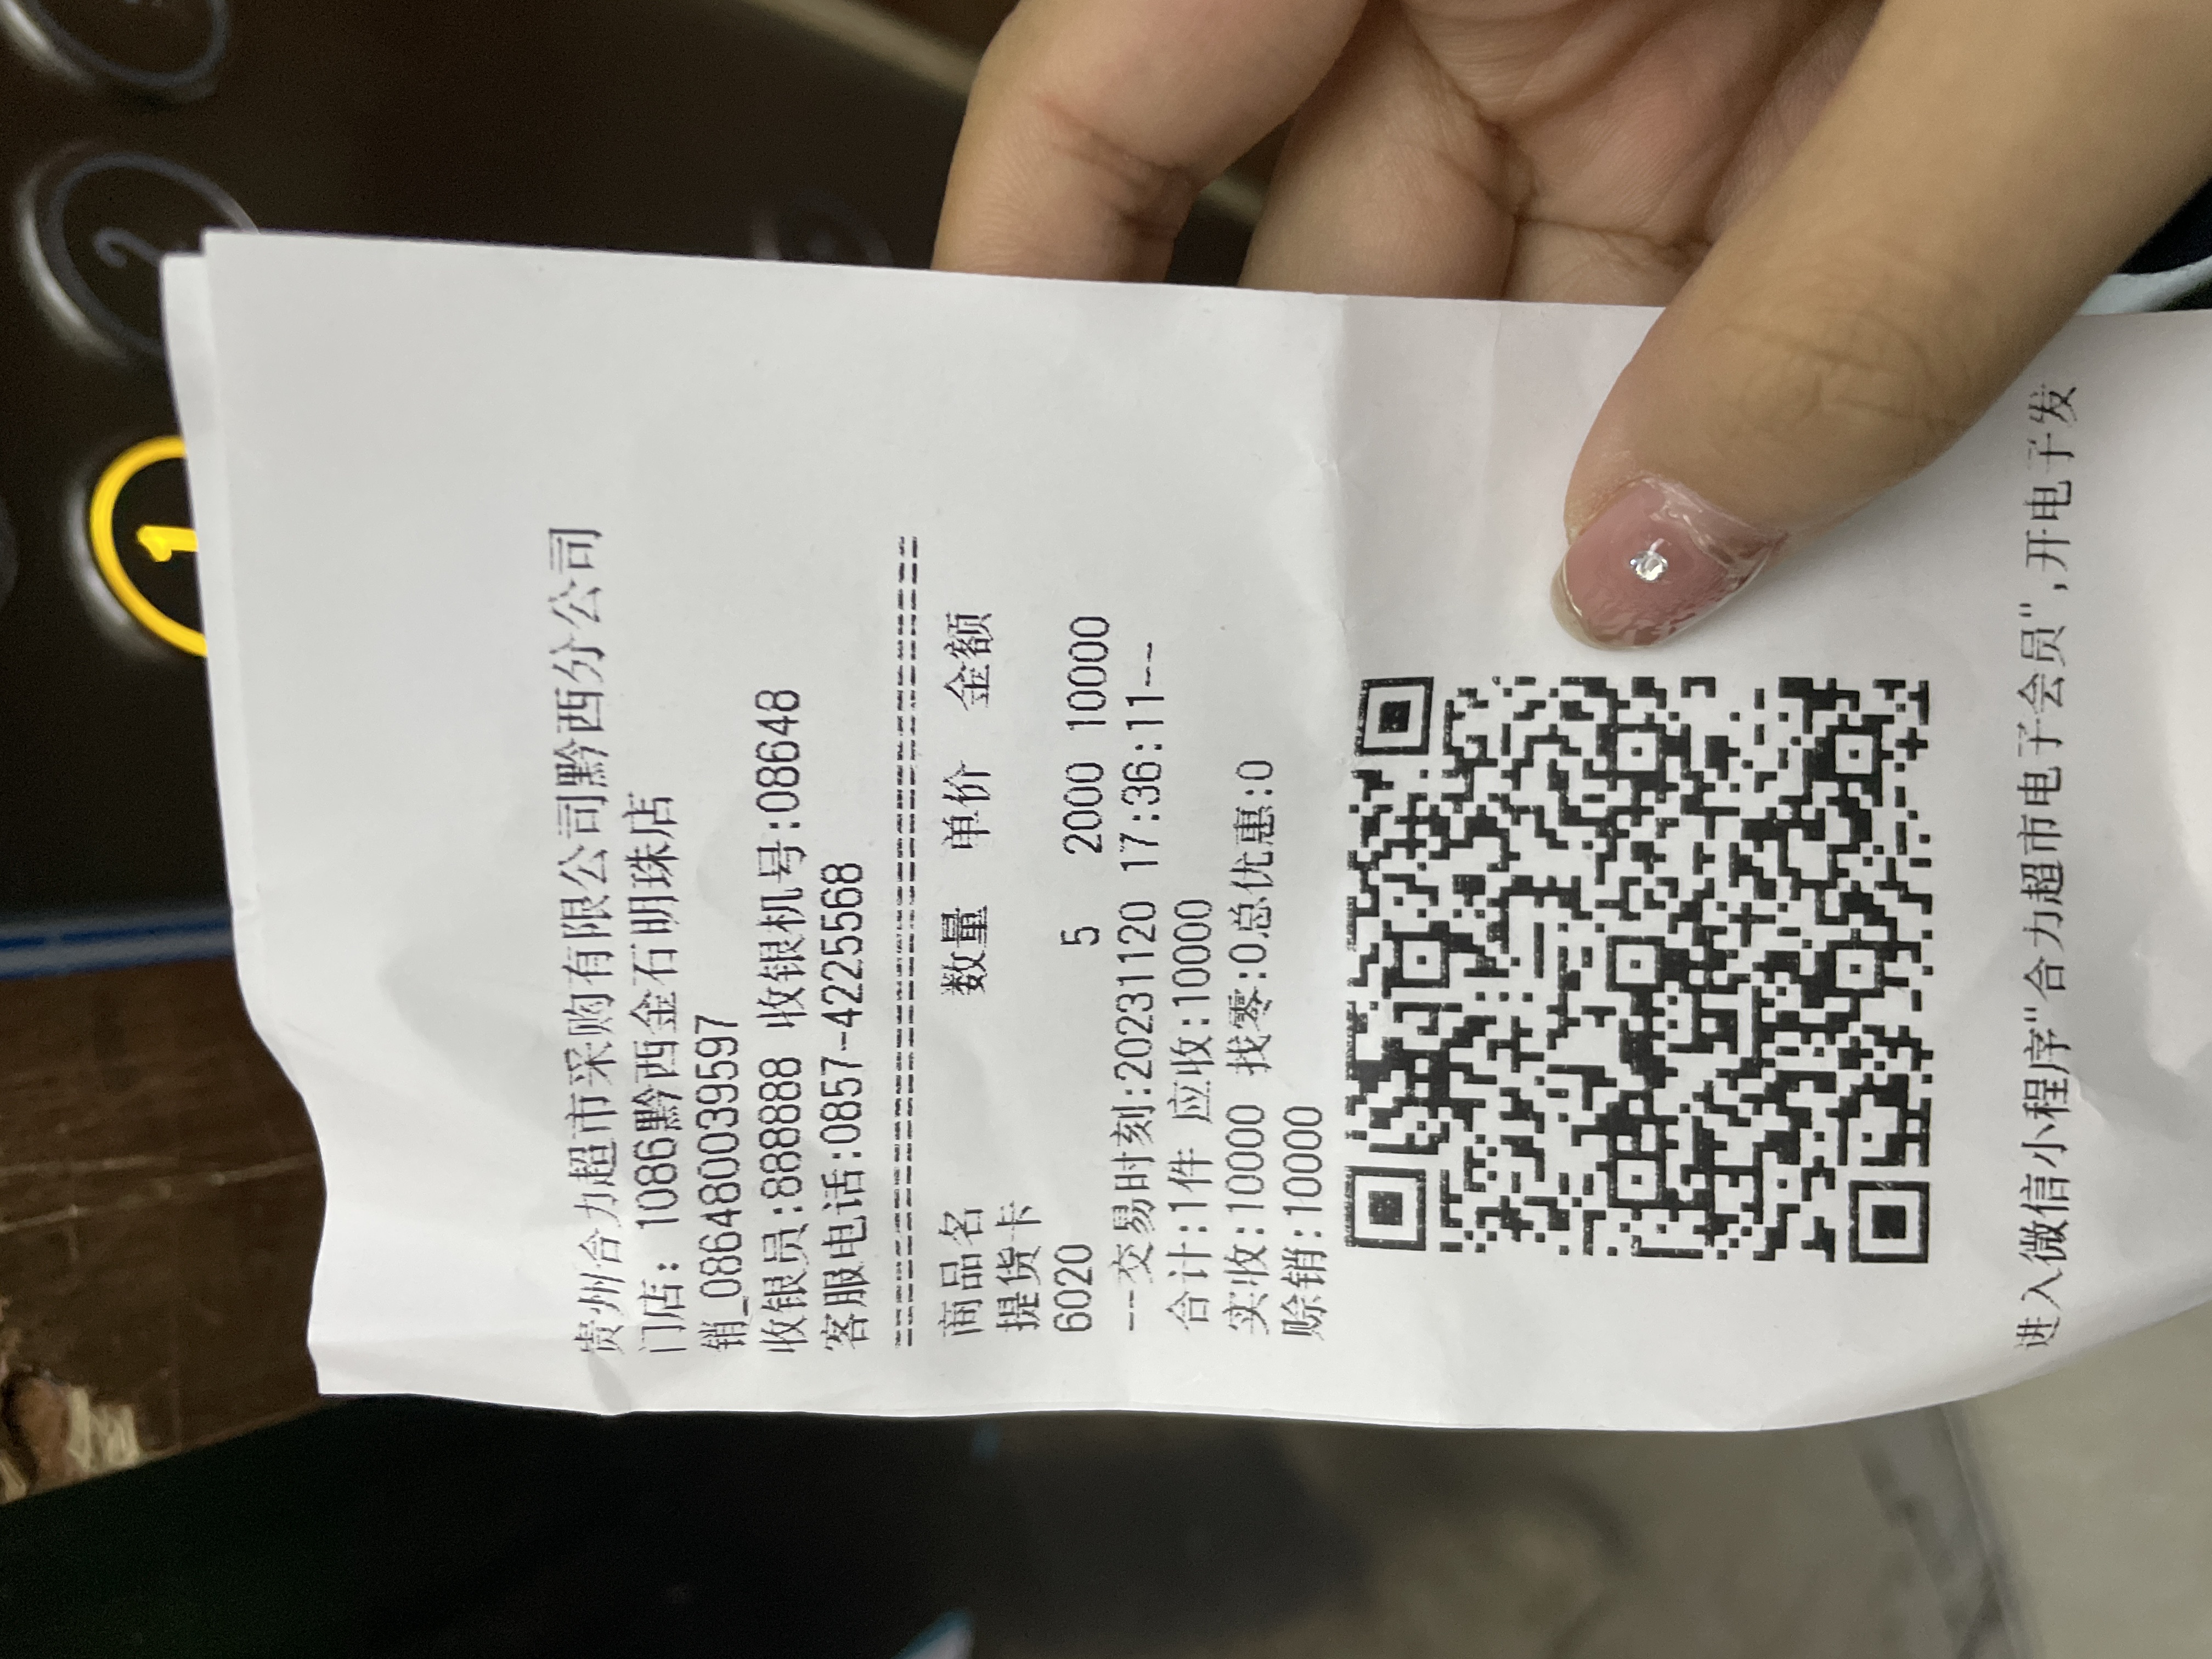 贵州合力超市采购有限公司黔西分公司
门店: 1086黔西金石明珠店
销_086480039597
收银员:88888 收银机号:08648
客服电话:0857-4225568
商品名 数量 单价 金额
提货卡
6020 5 2000 10000
--交易时刻:20231120 17:36:11--
合计:1件 应收:10000
实收:10000 找零:0总优惠:0
赊销:10000
进入微信小程序"合力超市电子会员",开电子发
1
2